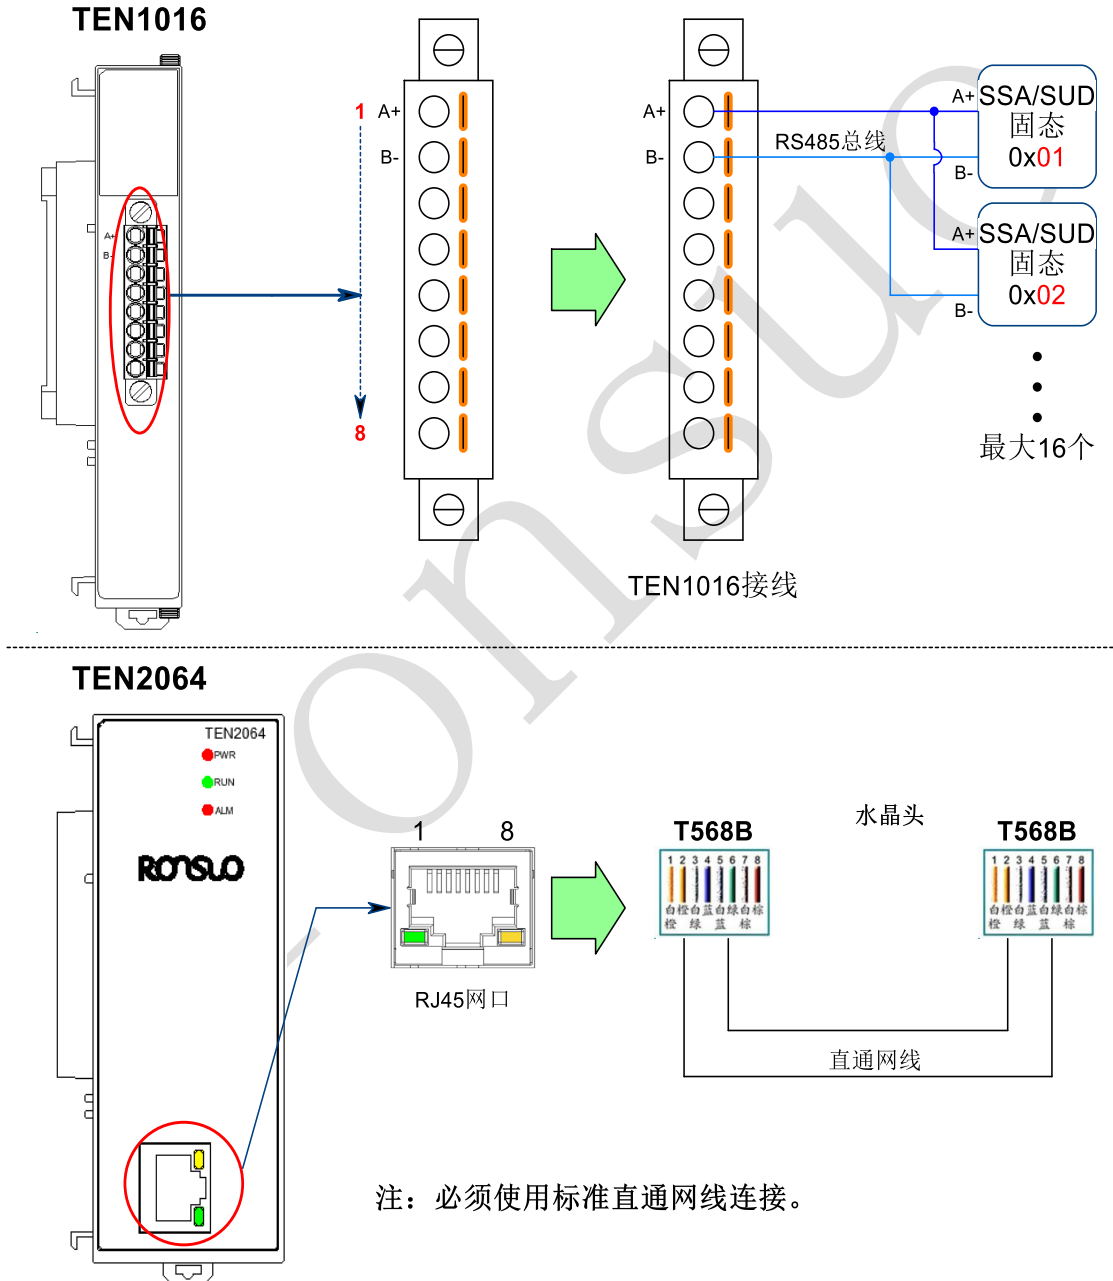 TEN1016
A+
B-
1
8
A+
B-
A+
B-
RS485总线
A+
SSA/SUD
固态
0x01
B-
A+
SSA/SUD
固态
0x02
B-
最大16个
TEN1016接线
TEN2064
TEN2064
PWR
RUN
ALM
RONSUO
1 8
RJ45网口
水晶头
T568B
1 2 3 4 5 6 7 8
白橙白蓝白绿白棕
橙 绿 蓝 棕
T568B
1 2 3 4 5 6 7 8
白橙白蓝白绿白棕
橙 绿 蓝 棕
直通网线
注：必须使用标准直通网线连接。
Ronsuo